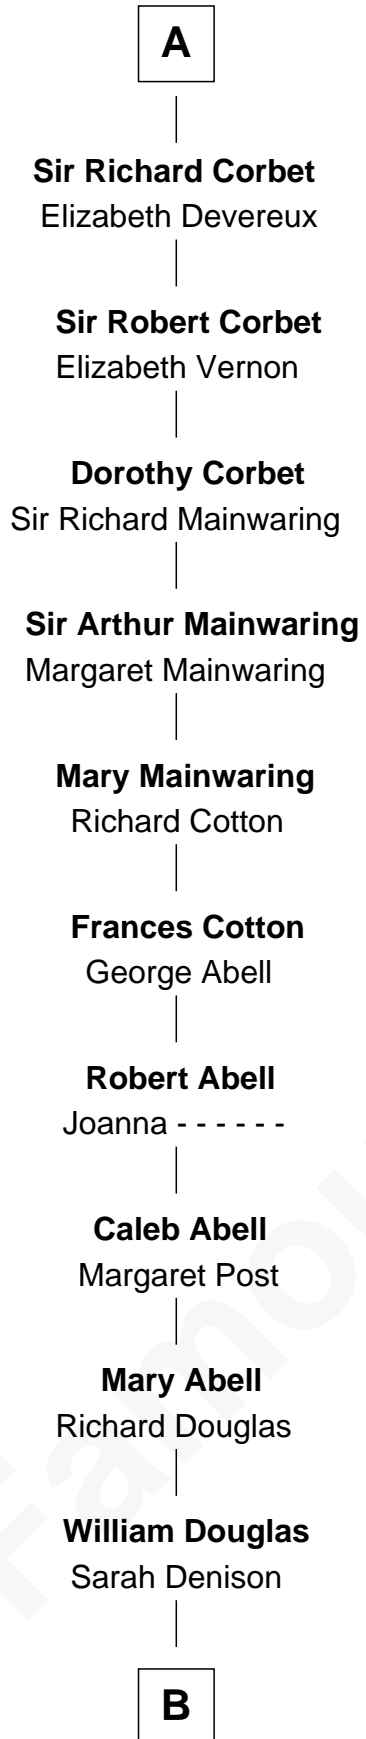 A
Sir Richard Corbet
Elizabeth Devereux
Sir Robert Corbet
Elizabeth Vernon
Dorothy Corbet
Sir Richard Mainwaring
Sir Arthur Mainwaring
Margaret Mainwaring
Mary Mainwaring
Richard Cotton
Frances Cotton
George Abell
Robert Abell
Joanna - - - - - -
Caleb Abell
Margaret Post
Mary Abell
Richard Douglas
William Douglas
Sarah Denison
B